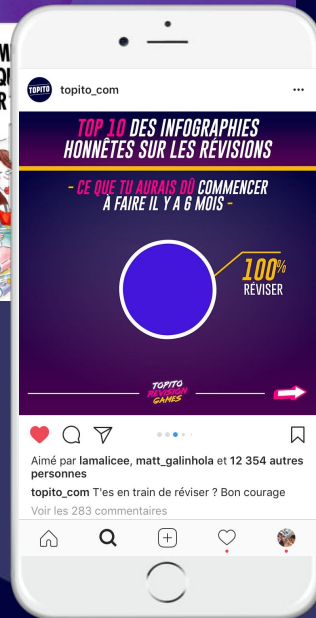 TOPITO
topito_com
TOP 10 DES INFOGRAPHIES
HONNÊTES SUR LES RÉVISIONS
- CE QUE TU AURAIS DÛ COMMENCER
À FAIRE IL Y A 6 MOIS -
100%
RÉVISER
TOPITO
REVISION
GAMES
Aimé par lamalicee, matt_galinhola et 12 354 autres
personnes
topito_com T'es en train de réviser ? Bon courage
Voir les 283 commentaires